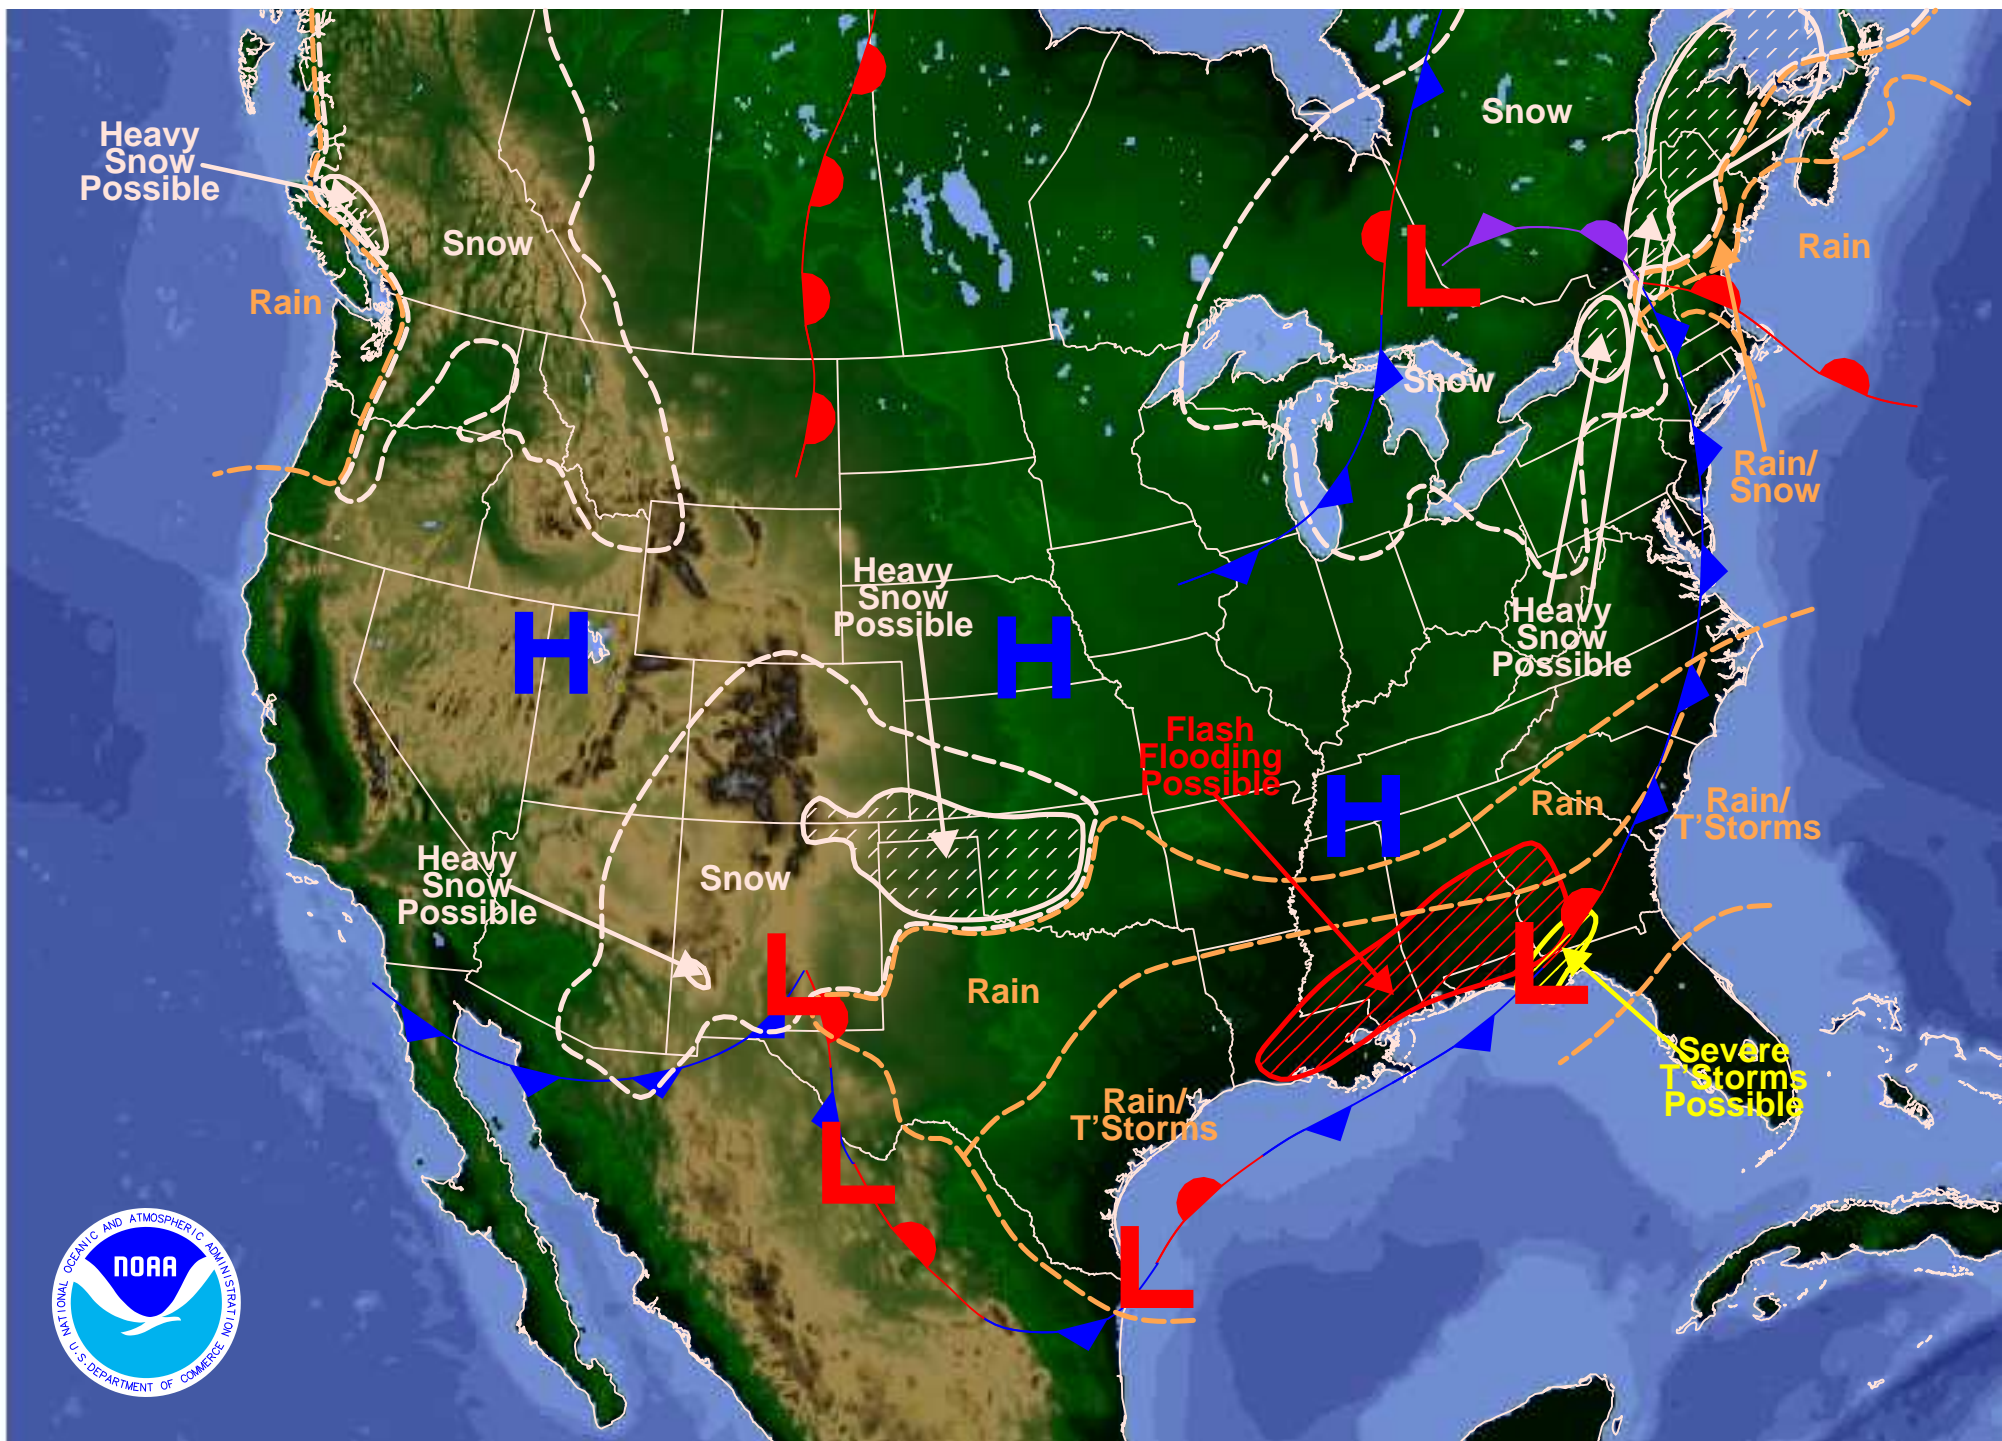 Snow
Heavy
Snow
Possible
Snow
Rain
Rain
Snow
Rain/
Snow
Heavy
Snow
Possible
Heavy
Snow
Possible
H
H
L
Flash
Flooding
Possible
H
Rain
Rain/
T'Storms
Heavy
Snow
Possible
Snow
L
Rain
L
Severe
T'Storms
Possible
Rain/
T'Storms
L
L
NATIONAL OCEANIC AND ATMOSPHERIC ADMINISTRATION
NOAA
U.S. DEPARTMENT OF COMMERCE